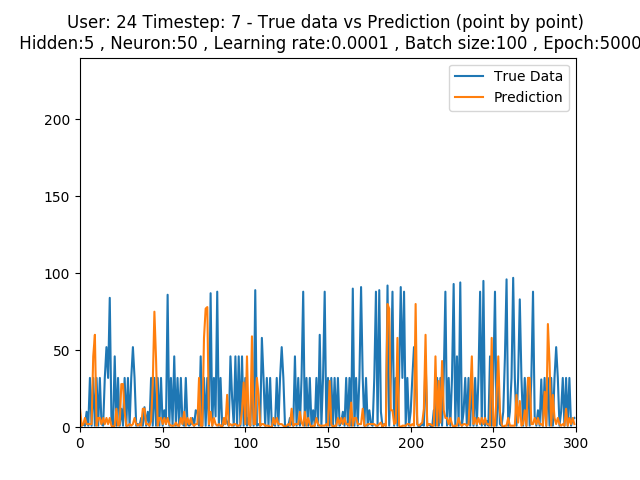 User: 24 Timestep: 7 - True data vs Prediction (point by point)
Hidden:5 , Neuron:50 , Learning rate:0.0001 , Batch size:100 , Epoch:5000
True Data
Prediction
200
150
100
50
0
0 50 100 150 200 250 300